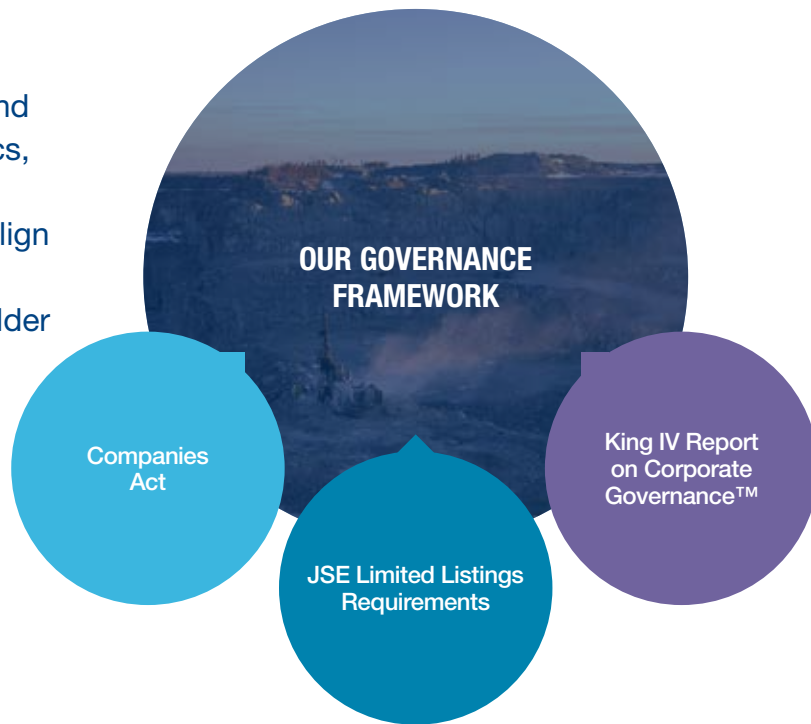 nd
cs,
lign
lder
OUR GOVERNANCE
FRAMEWORK
Companies
Act
King IV Report
on Corporate
Governance™
JSE Limited Listings
Requirements